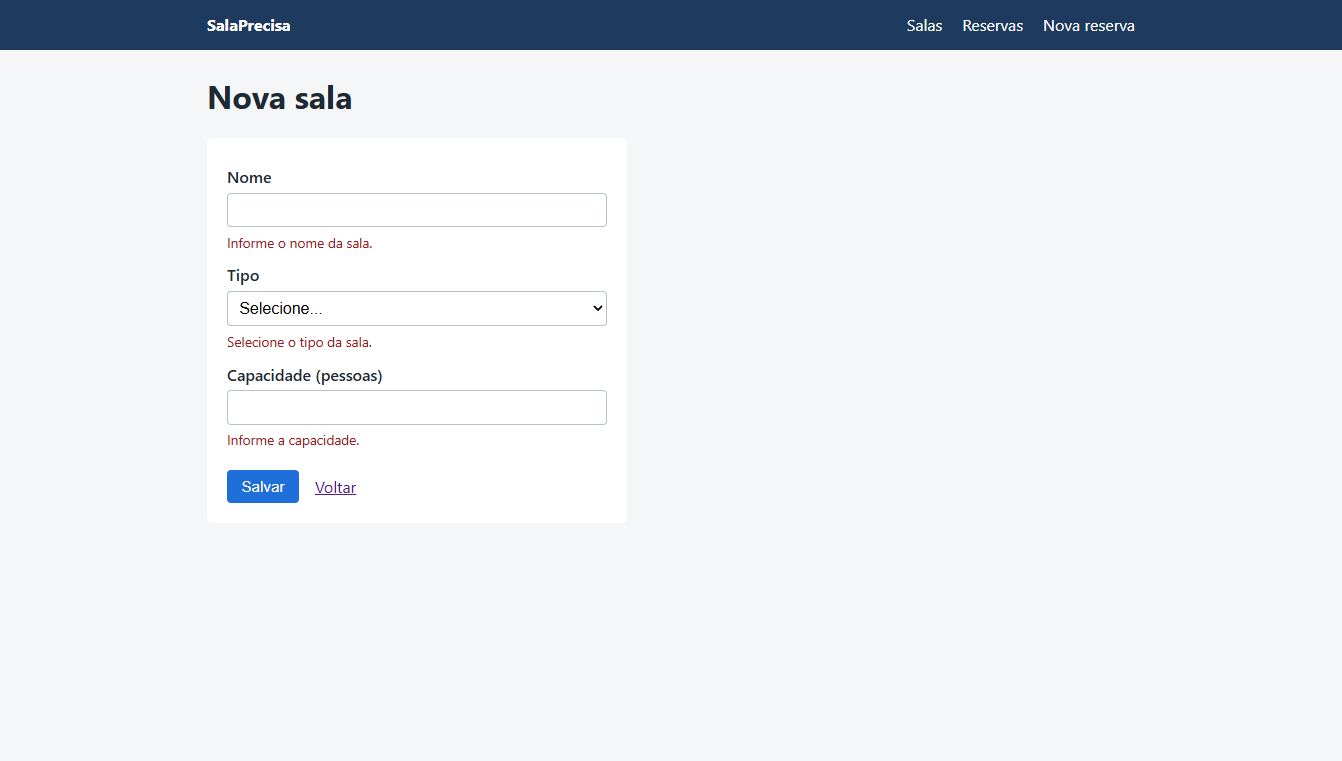 SalaPrecisa
Salas Reservas Nova reserva
Nova sala
Nome
Informe o nome da sala.
Tipo
Selecione...
Selecione o tipo da sala.
Capacidade (pessoas)
Informe a capacidade.
Salvar Voltar